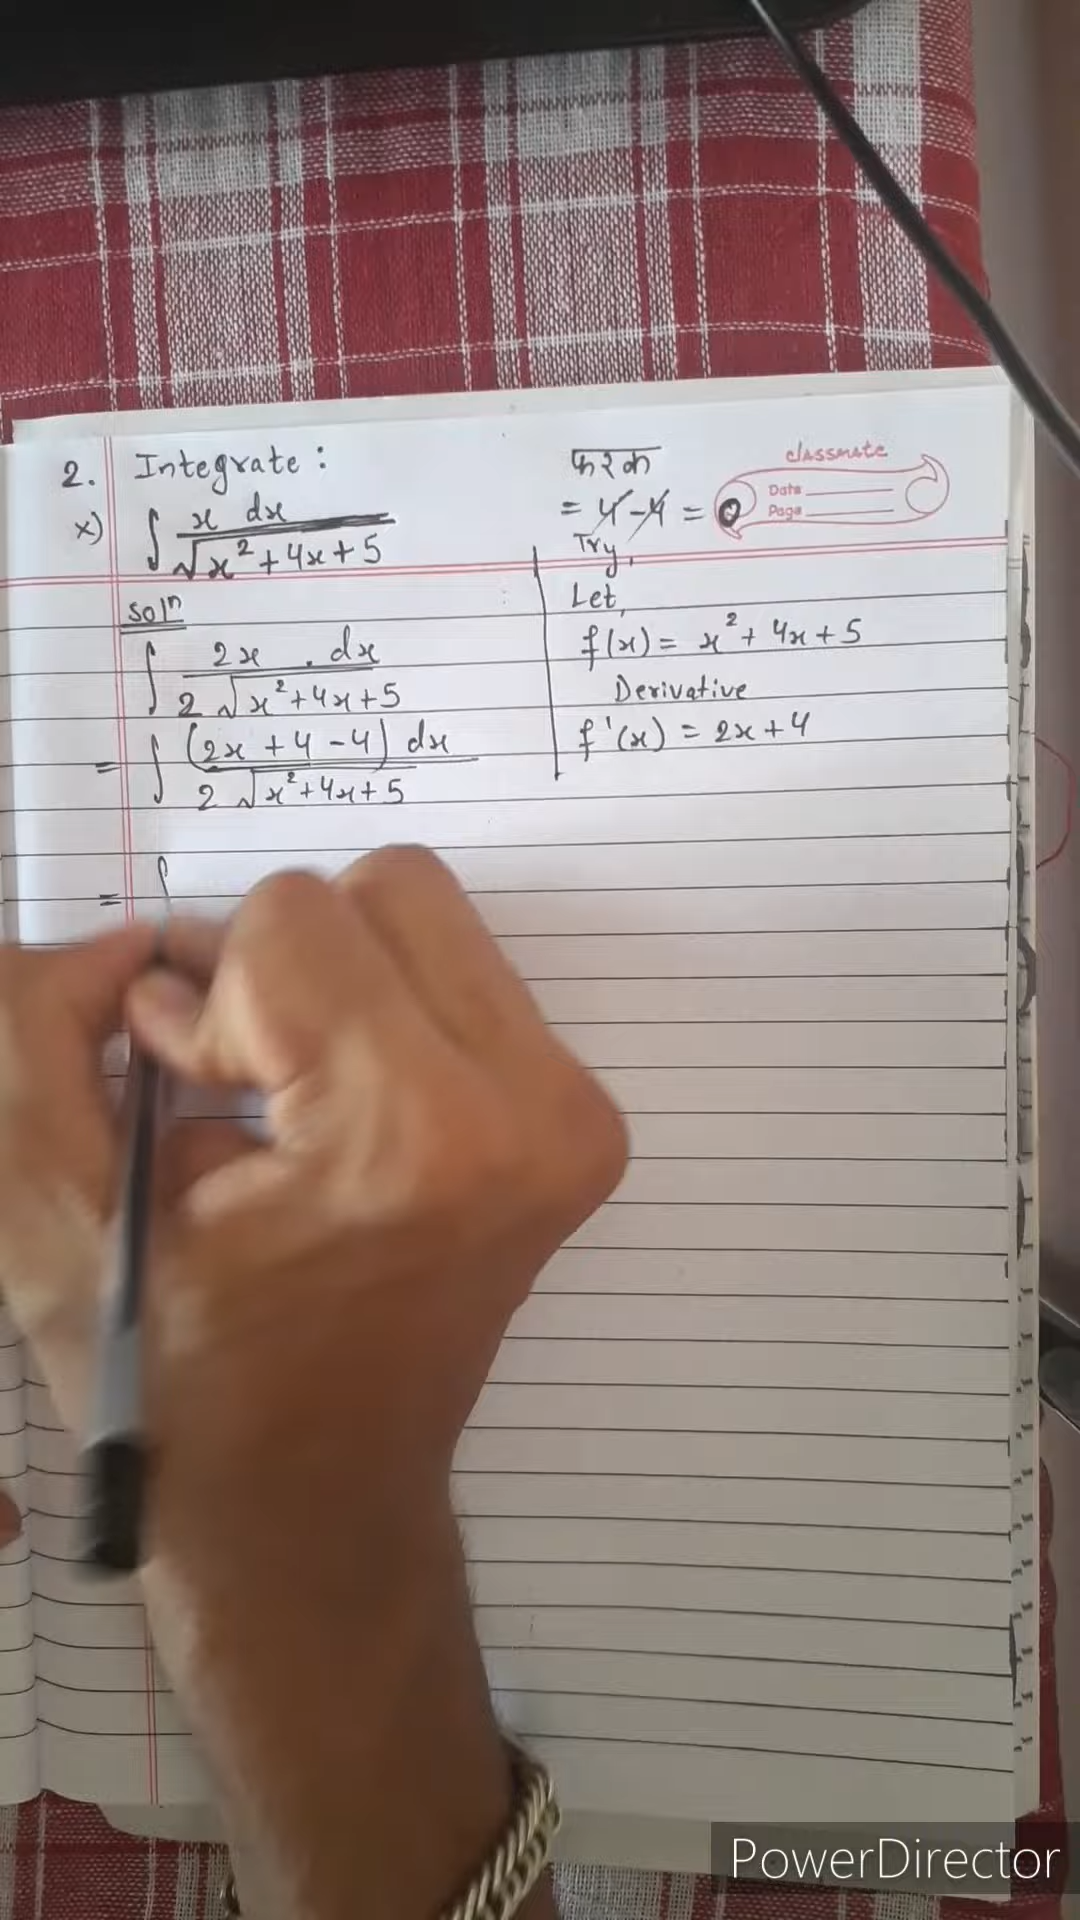 2. Integrate :
x) ∫ x dx / √x²+4x+5
फरक
= 4-4 = 0
classmate
Date
Page
Try,
Soln
∫ 2x . dx / 2 √x²+4x+5
= ∫ (2x +4 -4) dx / 2 √x²+4x+5
= ∫
Let,
f(x) = x²+ 4x+5
Derivative
f'(x) = 2x+4
PowerDirector